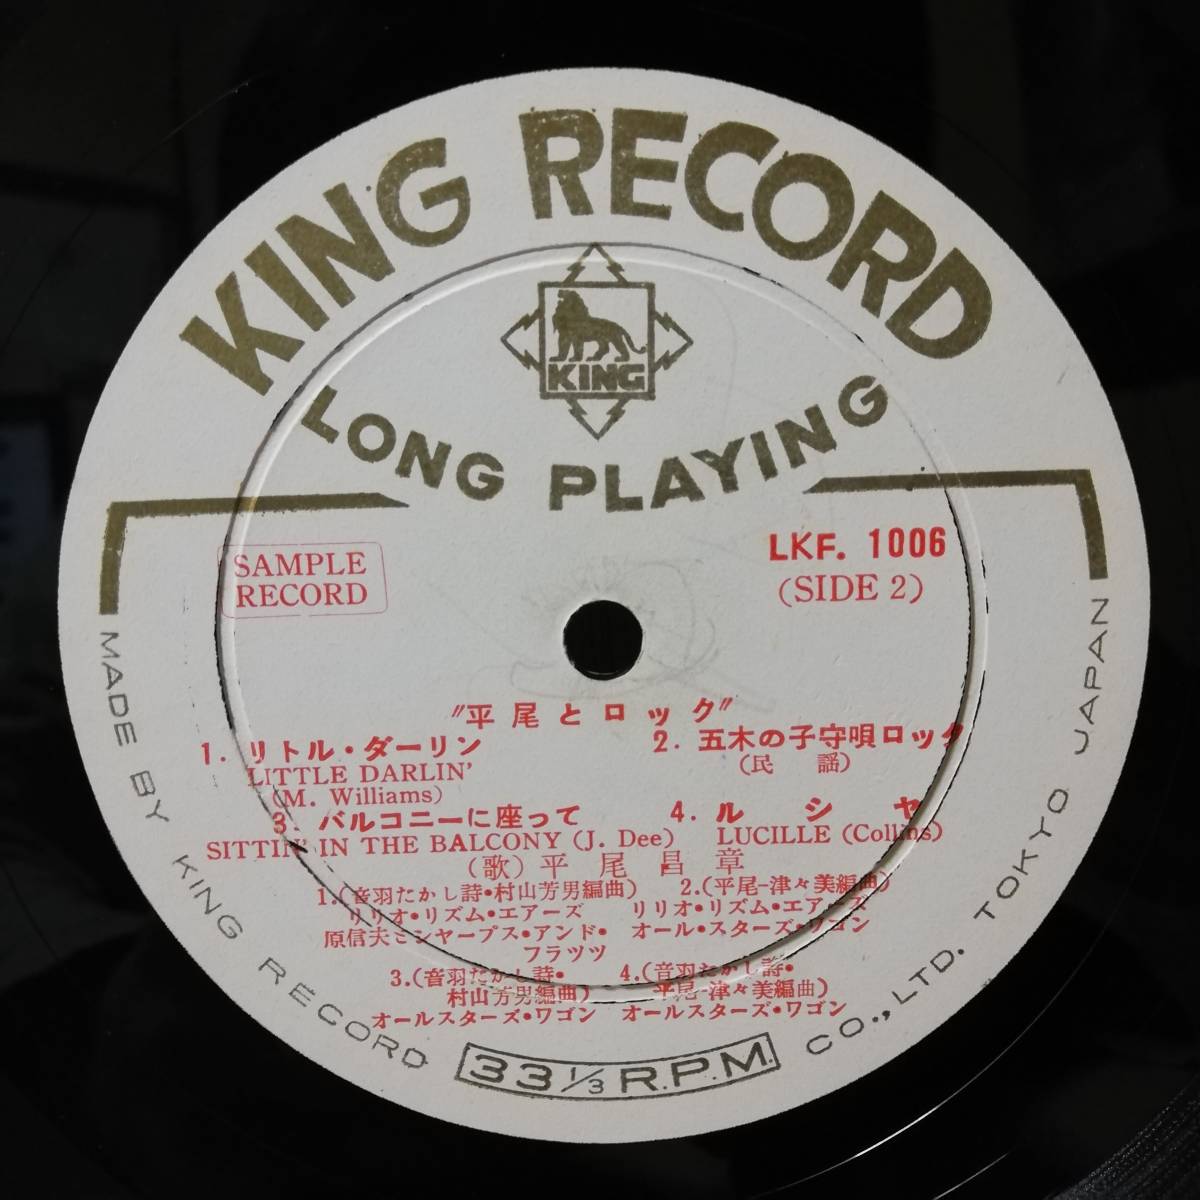 KING RECORD
KING
LONG PLAYING
SAMPLE
RECORD
LKF. 1006
(SIDE 2)
"平尾とロック"
1. リトル・ダーリン
LITTLE DARLIN'
(M. Williams)
2. 五木の子守唄ロック
(民謡)
3. バルコニーに座って
SITTIN' IN THE BALCONY (J. Dee)
4. ルシヤ
LUCILLE (Collins)
(歌) 平尾昌章
1.(音羽たかし詩・村山芳男編曲)
リリオ・リズム・エアーズ
原信夫とシャープス・アンド・
フラッツ
2.(平尾-津々美編曲)
リリオ・リズム・エアーズ
オール・スターズ・ワゴン
3.(音羽たかし詩・
村山芳男編曲)
オールスターズ・ワゴン
4.(音羽たかし詩・
平尾-津々美編曲)
オールスターズ・ワゴン
33 1/3 R.P.M.
MADE BY KING RECORD CO., LTD. TOKYO JAPAN